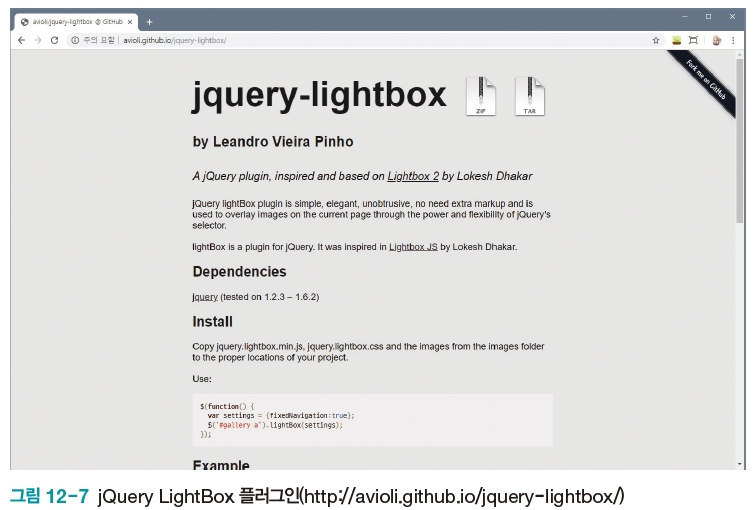 avioli/jquery-lightbox @ GitHub
주의 요함 | avioli.github.io/jquery-lightbox/
Fork me on GitHub
jquery-lightbox
ZIP
TAR
by Leandro Vieira Pinho
A jQuery plugin, inspired and based on Lightbox 2 by Lokesh Dhakar
jQuery lightBox plugin is simple, elegant, unobtrusive, no need extra markup and is
used to overlay images on the current page through the power and flexibility of jQuery's
selector.
lightBox is a plugin for jQuery. It was inspired in Lightbox JS by Lokesh Dhakar.
Dependencies
jquery (tested on 1.2.3 – 1.6.2)
Install
Copy jquery.lightbox.min.js, jquery.lightbox.css and the images from the images folder
to the proper locations of your project.
Use:
$(function() {
var settings = {fixedNavigation:true};
$('#gallery a').lightBox(settings);
});
Example
그림 12-7 jQuery LightBox 플러그인(http://avioli.github.io/jquery-lightbox/)